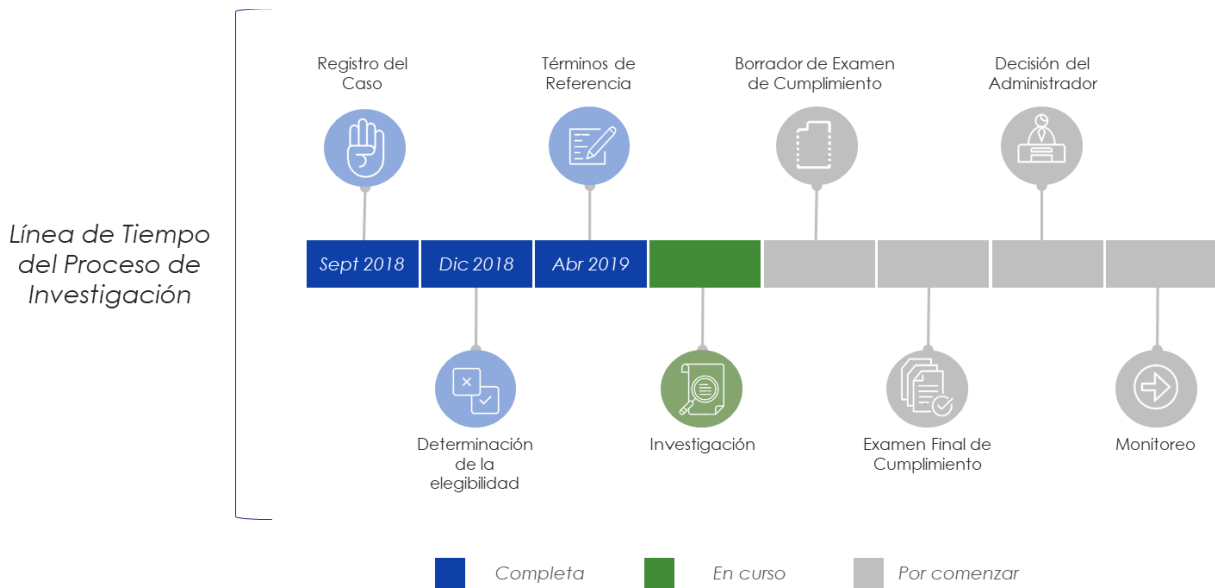 Línea de Tiempo
del Proceso de
Investigación
Registro del
Caso
Términos de
Referencia
Borrador de Examen
de Cumplimiento
Decisión del
Administrador
Sept 2018
Dic 2018
Abr 2019
Determinación
de la
elegibilidad
Investigación
Examen Final de
Cumplimiento
Monitoreo
Completa
En curso
Por comenzar